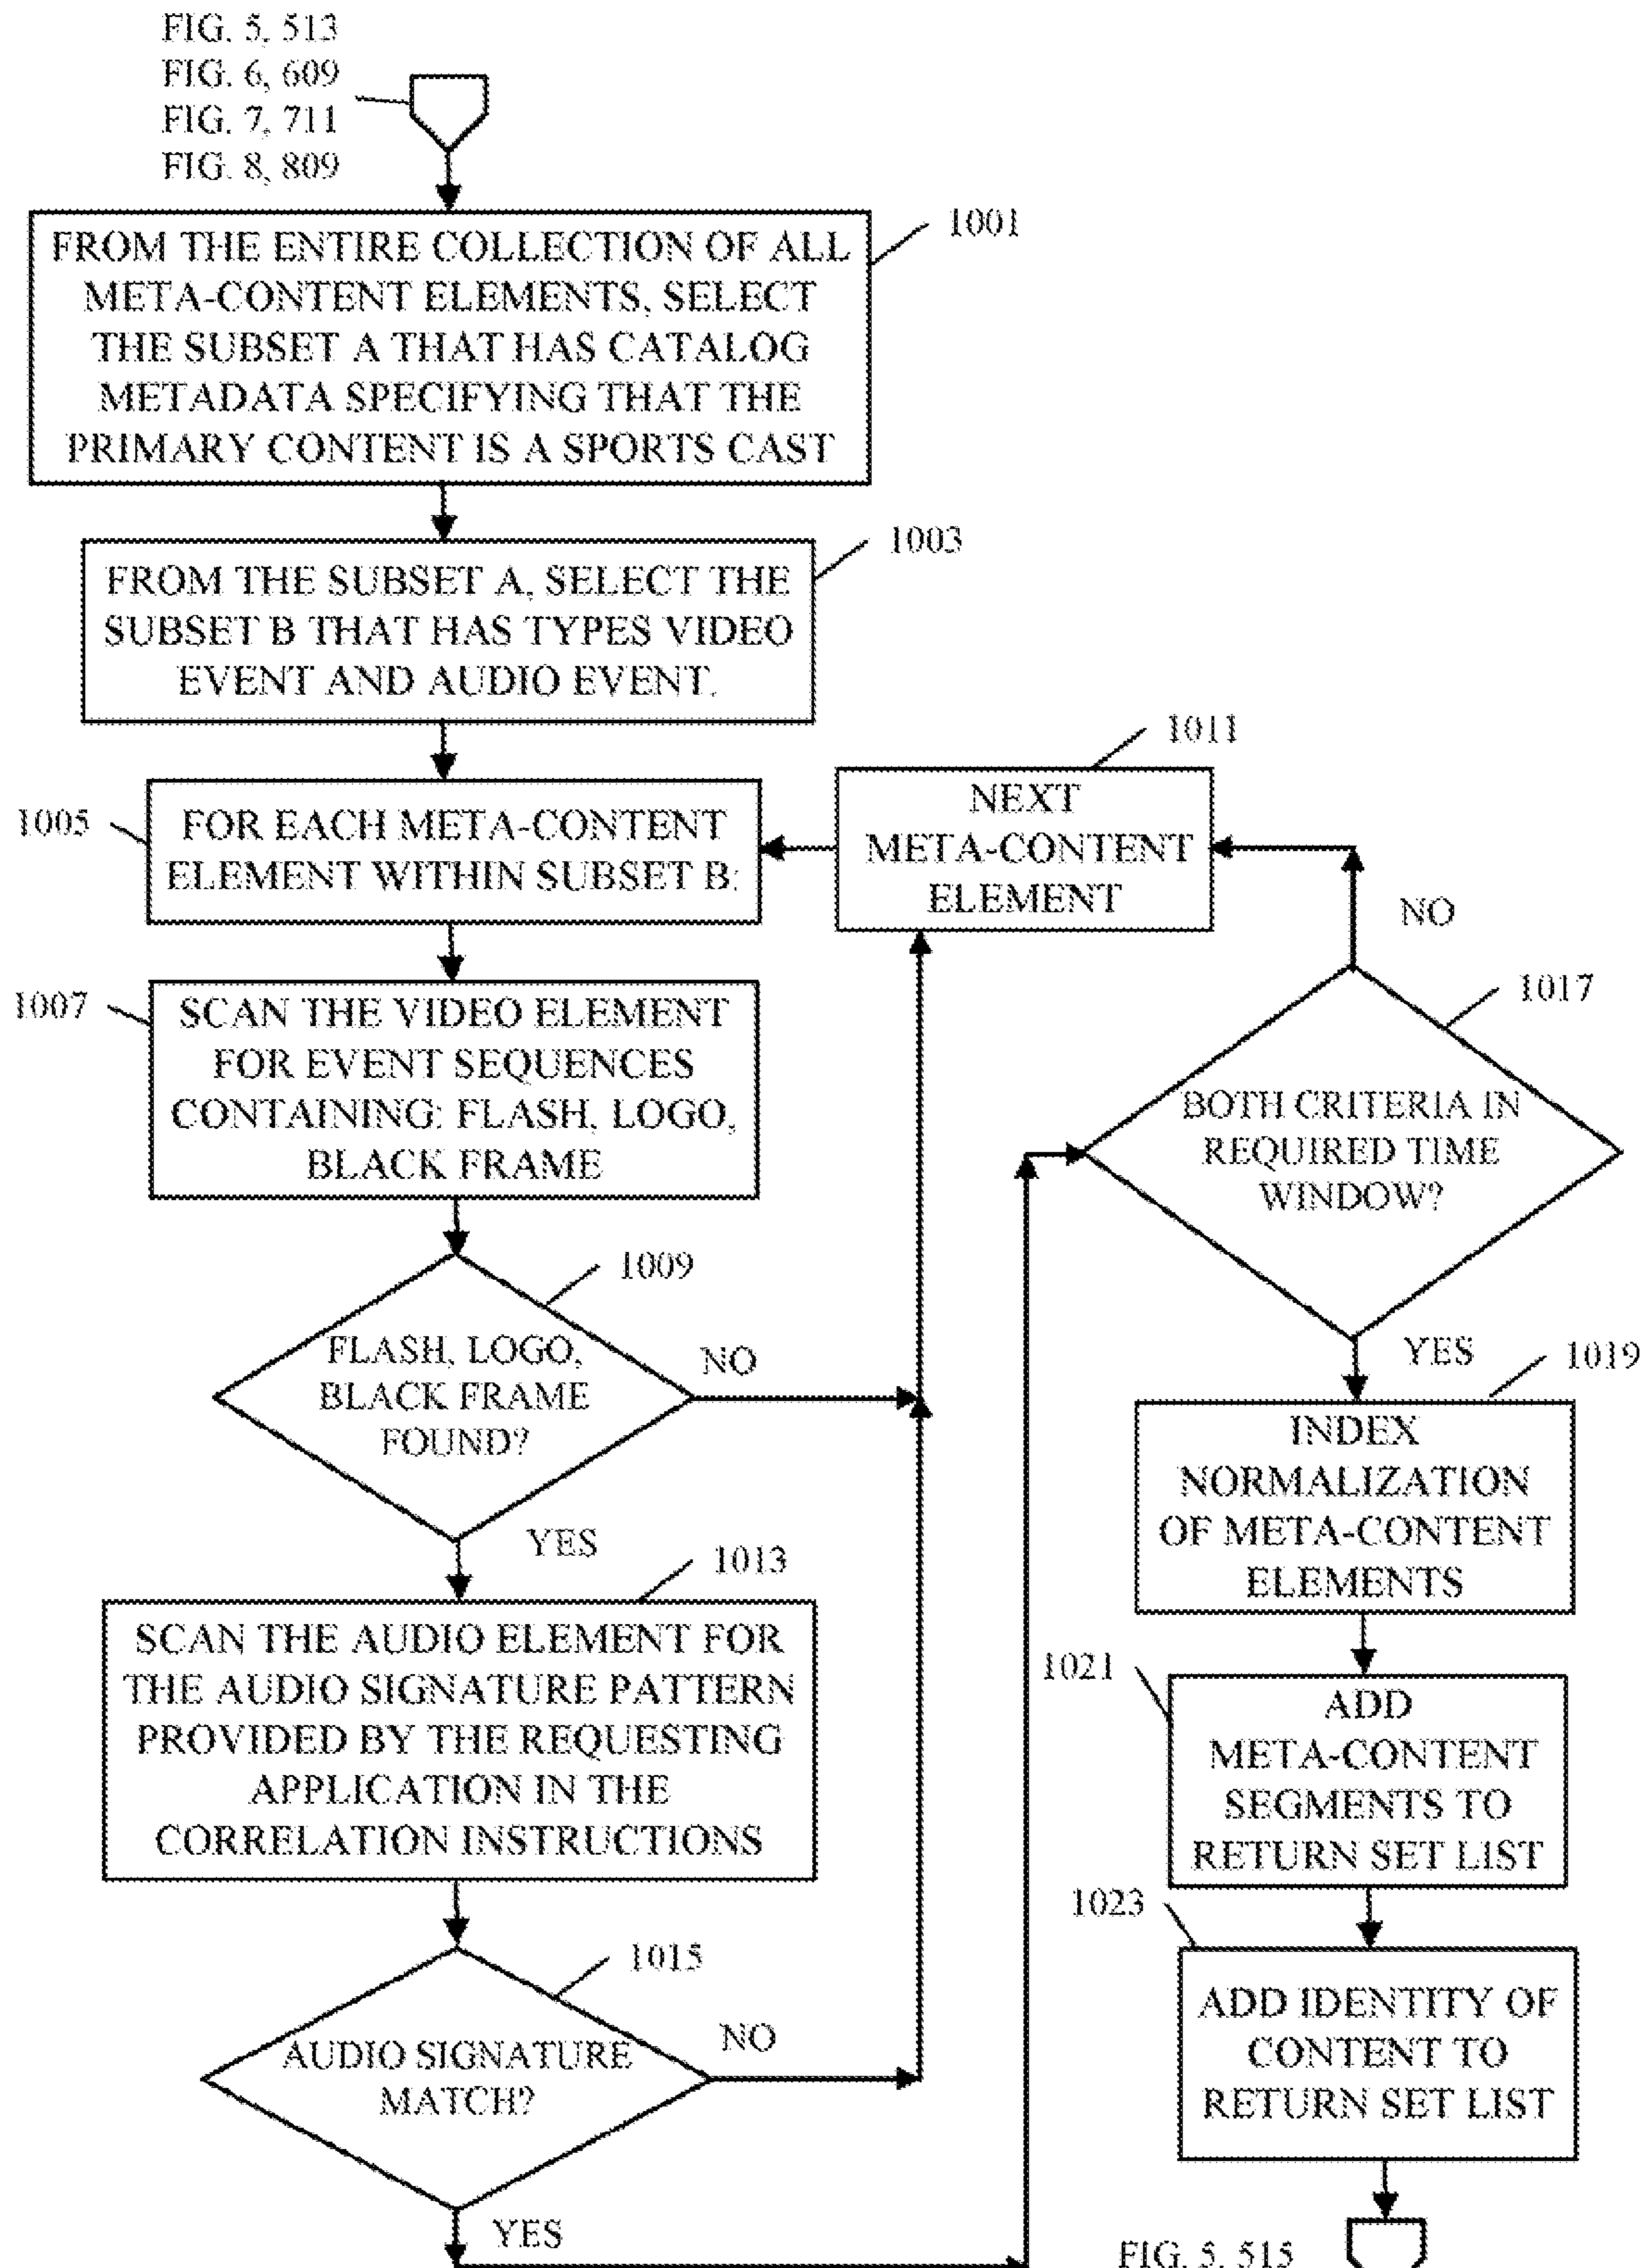 FIG. 5, 513
FIG. 6, 609
FIG. 7, 711
FIG. 8, 809
1001
FROM THE ENTIRE COLLECTION OF ALL
META-CONTENT ELEMENTS, SELECT
THE SUBSET A THAT HAS CATALOG
METADATA SPECIFYING THAT THE
PRIMARY CONTENT IS A SPORTS CAST
1003
FROM THE SUBSET A, SELECT THE
SUBSET B THAT HAS TYPES VIDEO
EVENT AND AUDIO EVENT.
1005
FOR EACH META-CONTENT
ELEMENT WITHIN SUBSET B:
1011
NEXT
META-CONTENT
ELEMENT
NO
1007
SCAN THE VIDEO ELEMENT
FOR EVENT SEQUENCES
CONTAINING: FLASH, LOGO,
BLACK FRAME
1017
BOTH CRITERIA IN
REQUIRED TIME
WINDOW?
YES
1009
FLASH, LOGO,
BLACK FRAME
FOUND?
NO
YES
1019
INDEX
NORMALIZATION
OF META-CONTENT
ELEMENTS
1013
SCAN THE AUDIO ELEMENT FOR
THE AUDIO SIGNATURE PATTERN
PROVIDED BY THE REQUESTING
APPLICATION IN THE
CORRELATION INSTRUCTIONS
1021
ADD
META-CONTENT
SEGMENTS TO
RETURN SET LIST
1015
AUDIO SIGNATURE
MATCH?
NO
YES
1023
ADD IDENTITY OF
CONTENT TO
RETURN SET LIST
FIG. 5, 515